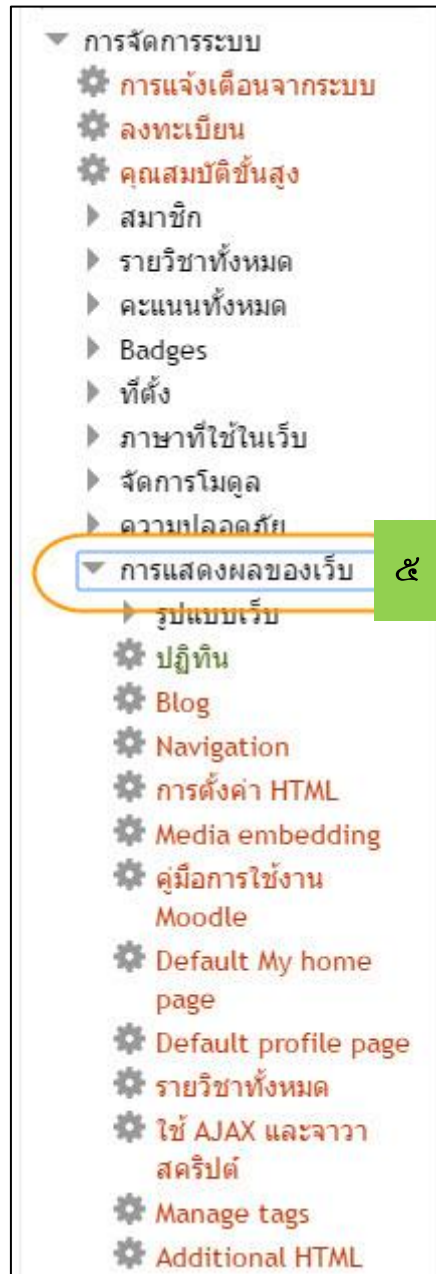 การจัดการระบบ
การแจ้งเตือนจากระบบ
ลงทะเบียน
คุณสมบัติขั้นสูง
สมาชิก
รายวิชาทั้งหมด
คะแนนทั้งหมด
Badges
ที่ตั้ง
ภาษาที่ใช้ในเว็บ
จัดการโมดูล
ความปลอดภัย
การแสดงผลของเว็บ ๕
รูปแบบเว็บ
ปฏิทิน
Blog
Navigation
การตั้งค่า HTML
Media embedding
คู่มือการใช้งาน
Moodle
Default My home
page
Default profile page
รายวิชาทั้งหมด
ใช้ AJAX และจาวา
สคริปต์
Manage tags
Additional HTML